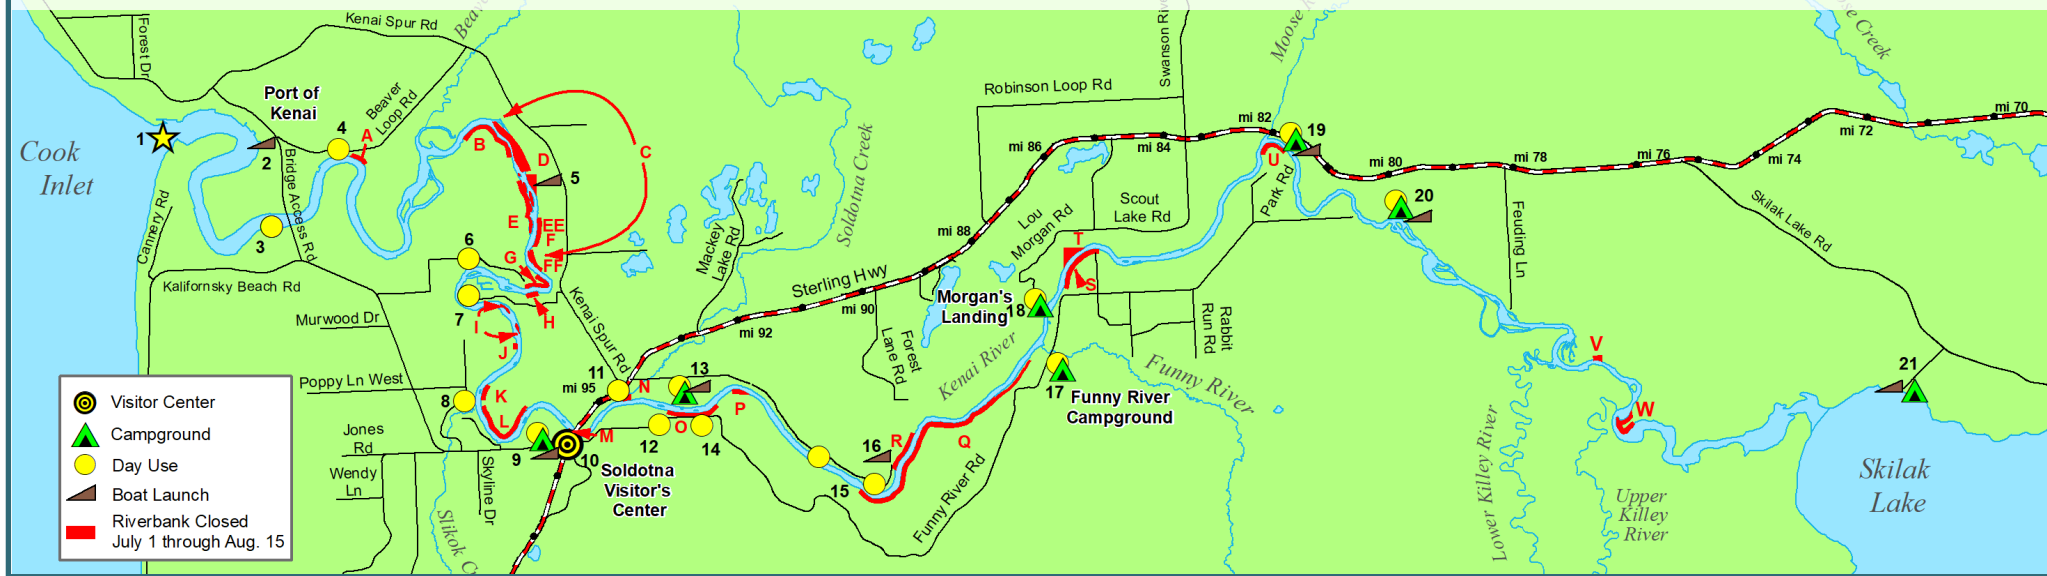 Kenai Spur Rd
Forest Dr
Beaver
Moose
Creek
Swanson
Robinson Loop Rd
mi 70
mi 72
mi 74
mi 76
mi 78
mi 80
mi 82
mi 84
mi 86
mi 88
mi 90
mi 92
mi 95
Port of
Kenai
Beaver
Loop Rd
Cook
Inlet
1
2
3
4
5
6
7
8
9
10
11
12
13
14
15
16
17
18
19
20
21
A
B
C
D
E
EE
F
FF
G
H
I
J
K
L
M
N
O
P
Q
R
S
T
U
V
W
Bridge Access Rd
Cannery Rd
Kalifornsky Beach Rd
Murwood Dr
Poppy Ln West
Jones
Rd
Wendy
Ln
Skyline Dr
Slikok
Kenai Spur Rd
Soldotna Creek
Mackey
Lake Rd
Sterling Hwy
Lou
Morgan Rd
Scout
Lake Rd
Park Rd
Feuding Ln
Skilak Lake Rd
Morgan's
Landing
Forest
Lane Rd
Kenai River
Rabbit
Run Rd
Funny River
Funny River
Campground
Funny River Rd
Soldotna
Visitor's
Center
Lower Killey River
Upper
Killey
River
Skilak
Lake
Visitor Center
Campground
Day Use
Boat Launch
Riverbank Closed
July 1 through Aug. 15